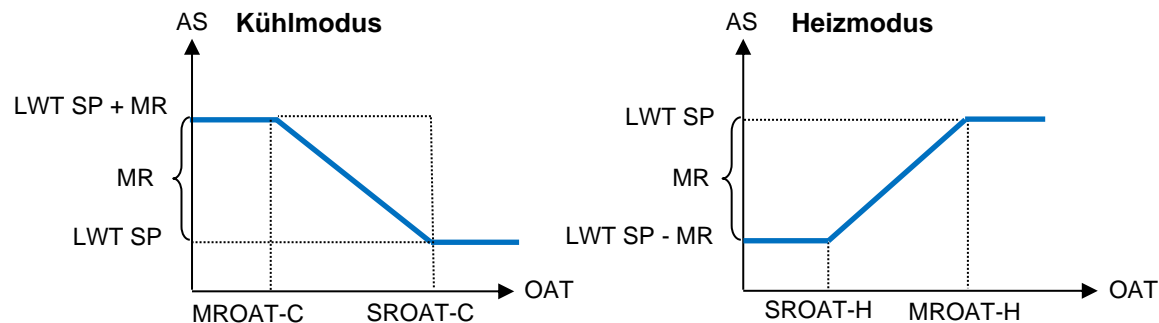 AS
Kühlmodus
LWT SP + MR
MR
LWT SP
OAT
MROAT-C
SROAT-C
AS
Heizmodus
LWT SP
MR
LWT SP - MR
OAT
SROAT-H
MROAT-H